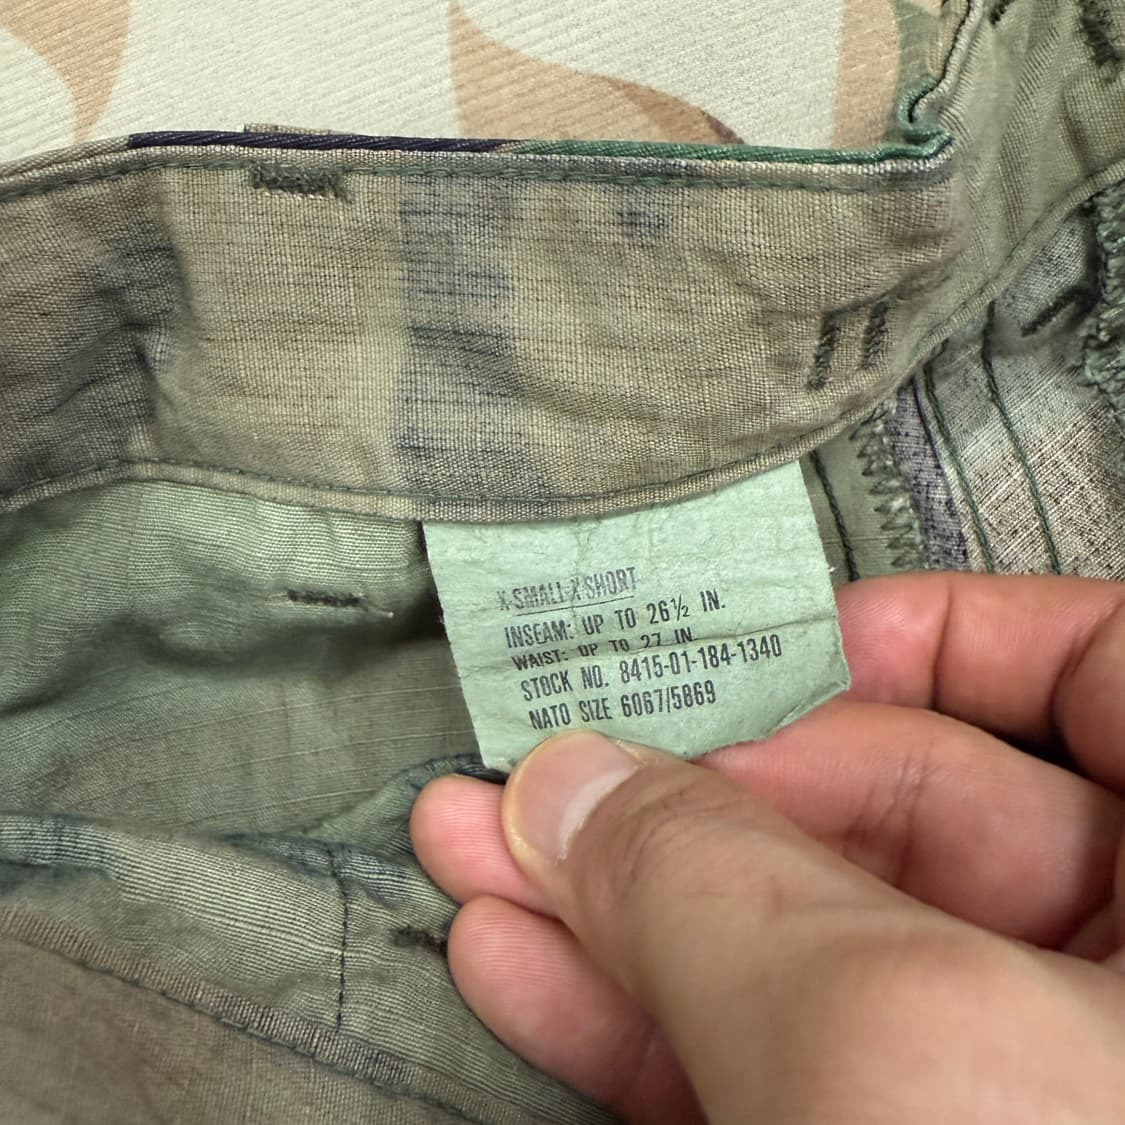 X-SMALL-X-SHORT
INSEAM: UP TO 26½ IN.
WAIST: UP TO 27 IN.
STOCK NO. 8415-01-184-1340
NATO SIZE 6067/5869